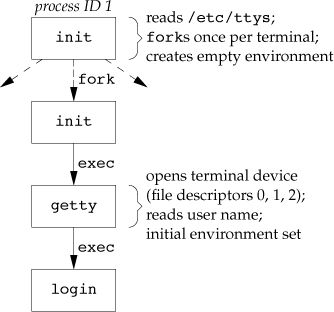 process ID 1
init
reads /etc/ttys;
forks once per terminal;
creates empty environment
fork
init
exec
getty
opens terminal device
(file descriptors 0, 1, 2);
reads user name;
initial environment set
exec
login